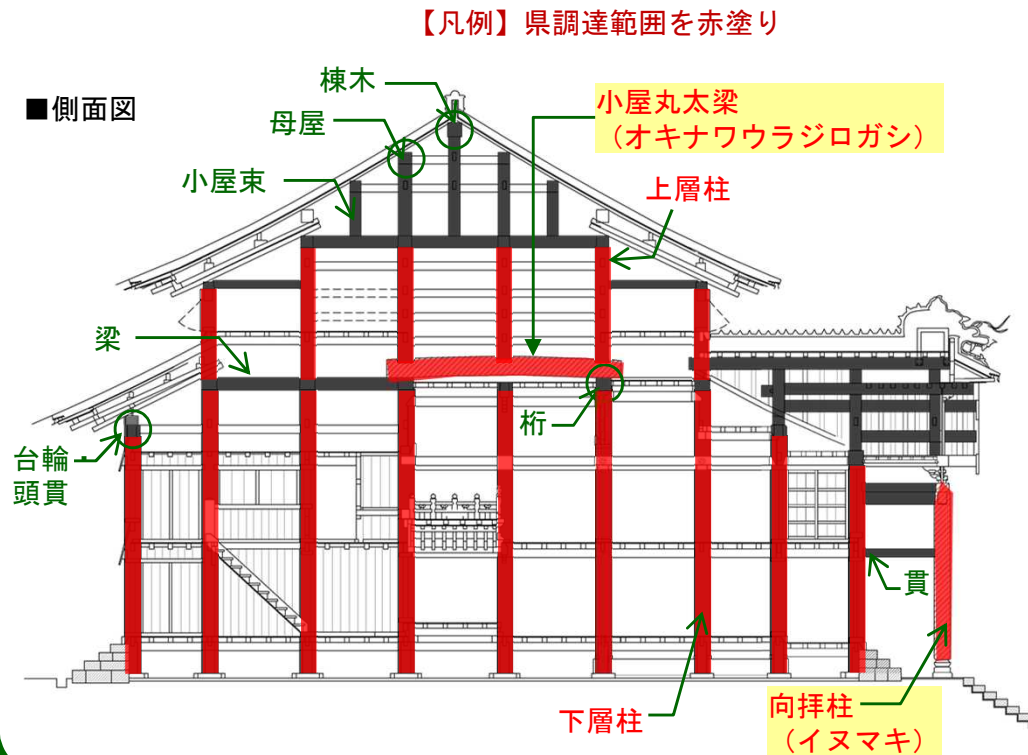 【凡例】県調達範囲を赤塗り
■側面図
棟木
母屋
小屋束
小屋丸太梁
（オキナワウラジロガシ）
上層柱
梁
桁
台輪・
頭貫
貫
下層柱
向拝柱
（イヌマキ）